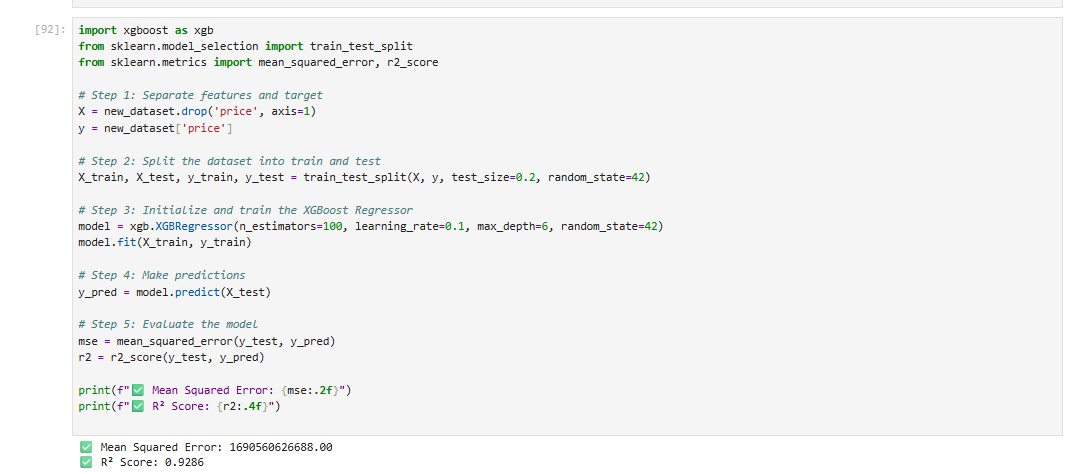 [92]:
import xgboost as xgb
from sklearn.model_selection import train_test_split
from sklearn.metrics import mean_squared_error, r2_score
# Step 1: Separate features and target
X = new_dataset.drop('price', axis=1)
y = new_dataset['price']
# Step 2: Split the dataset into train and test
X_train, X_test, y_train, y_test = train_test_split(X, y, test_size=0.2, random_state=42)
# Step 3: Initialize and train the XGBoost Regressor
model = xgb.XGBRegressor(n_estimators=100, learning_rate=0.1, max_depth=6, random_state=42)
model.fit(X_train, y_train)
# Step 4: Make predictions
y_pred = model.predict(X_test)
# Step 5: Evaluate the model
mse = mean_squared_error(y_test, y_pred)
r2 = r2_score(y_test, y_pred)
print(f"✅ Mean Squared Error: {mse:.2f}")
print(f"✅ R² Score: {r2:.4f}")
✅ Mean Squared Error: 1690560626688.00
✅ R² Score: 0.9286